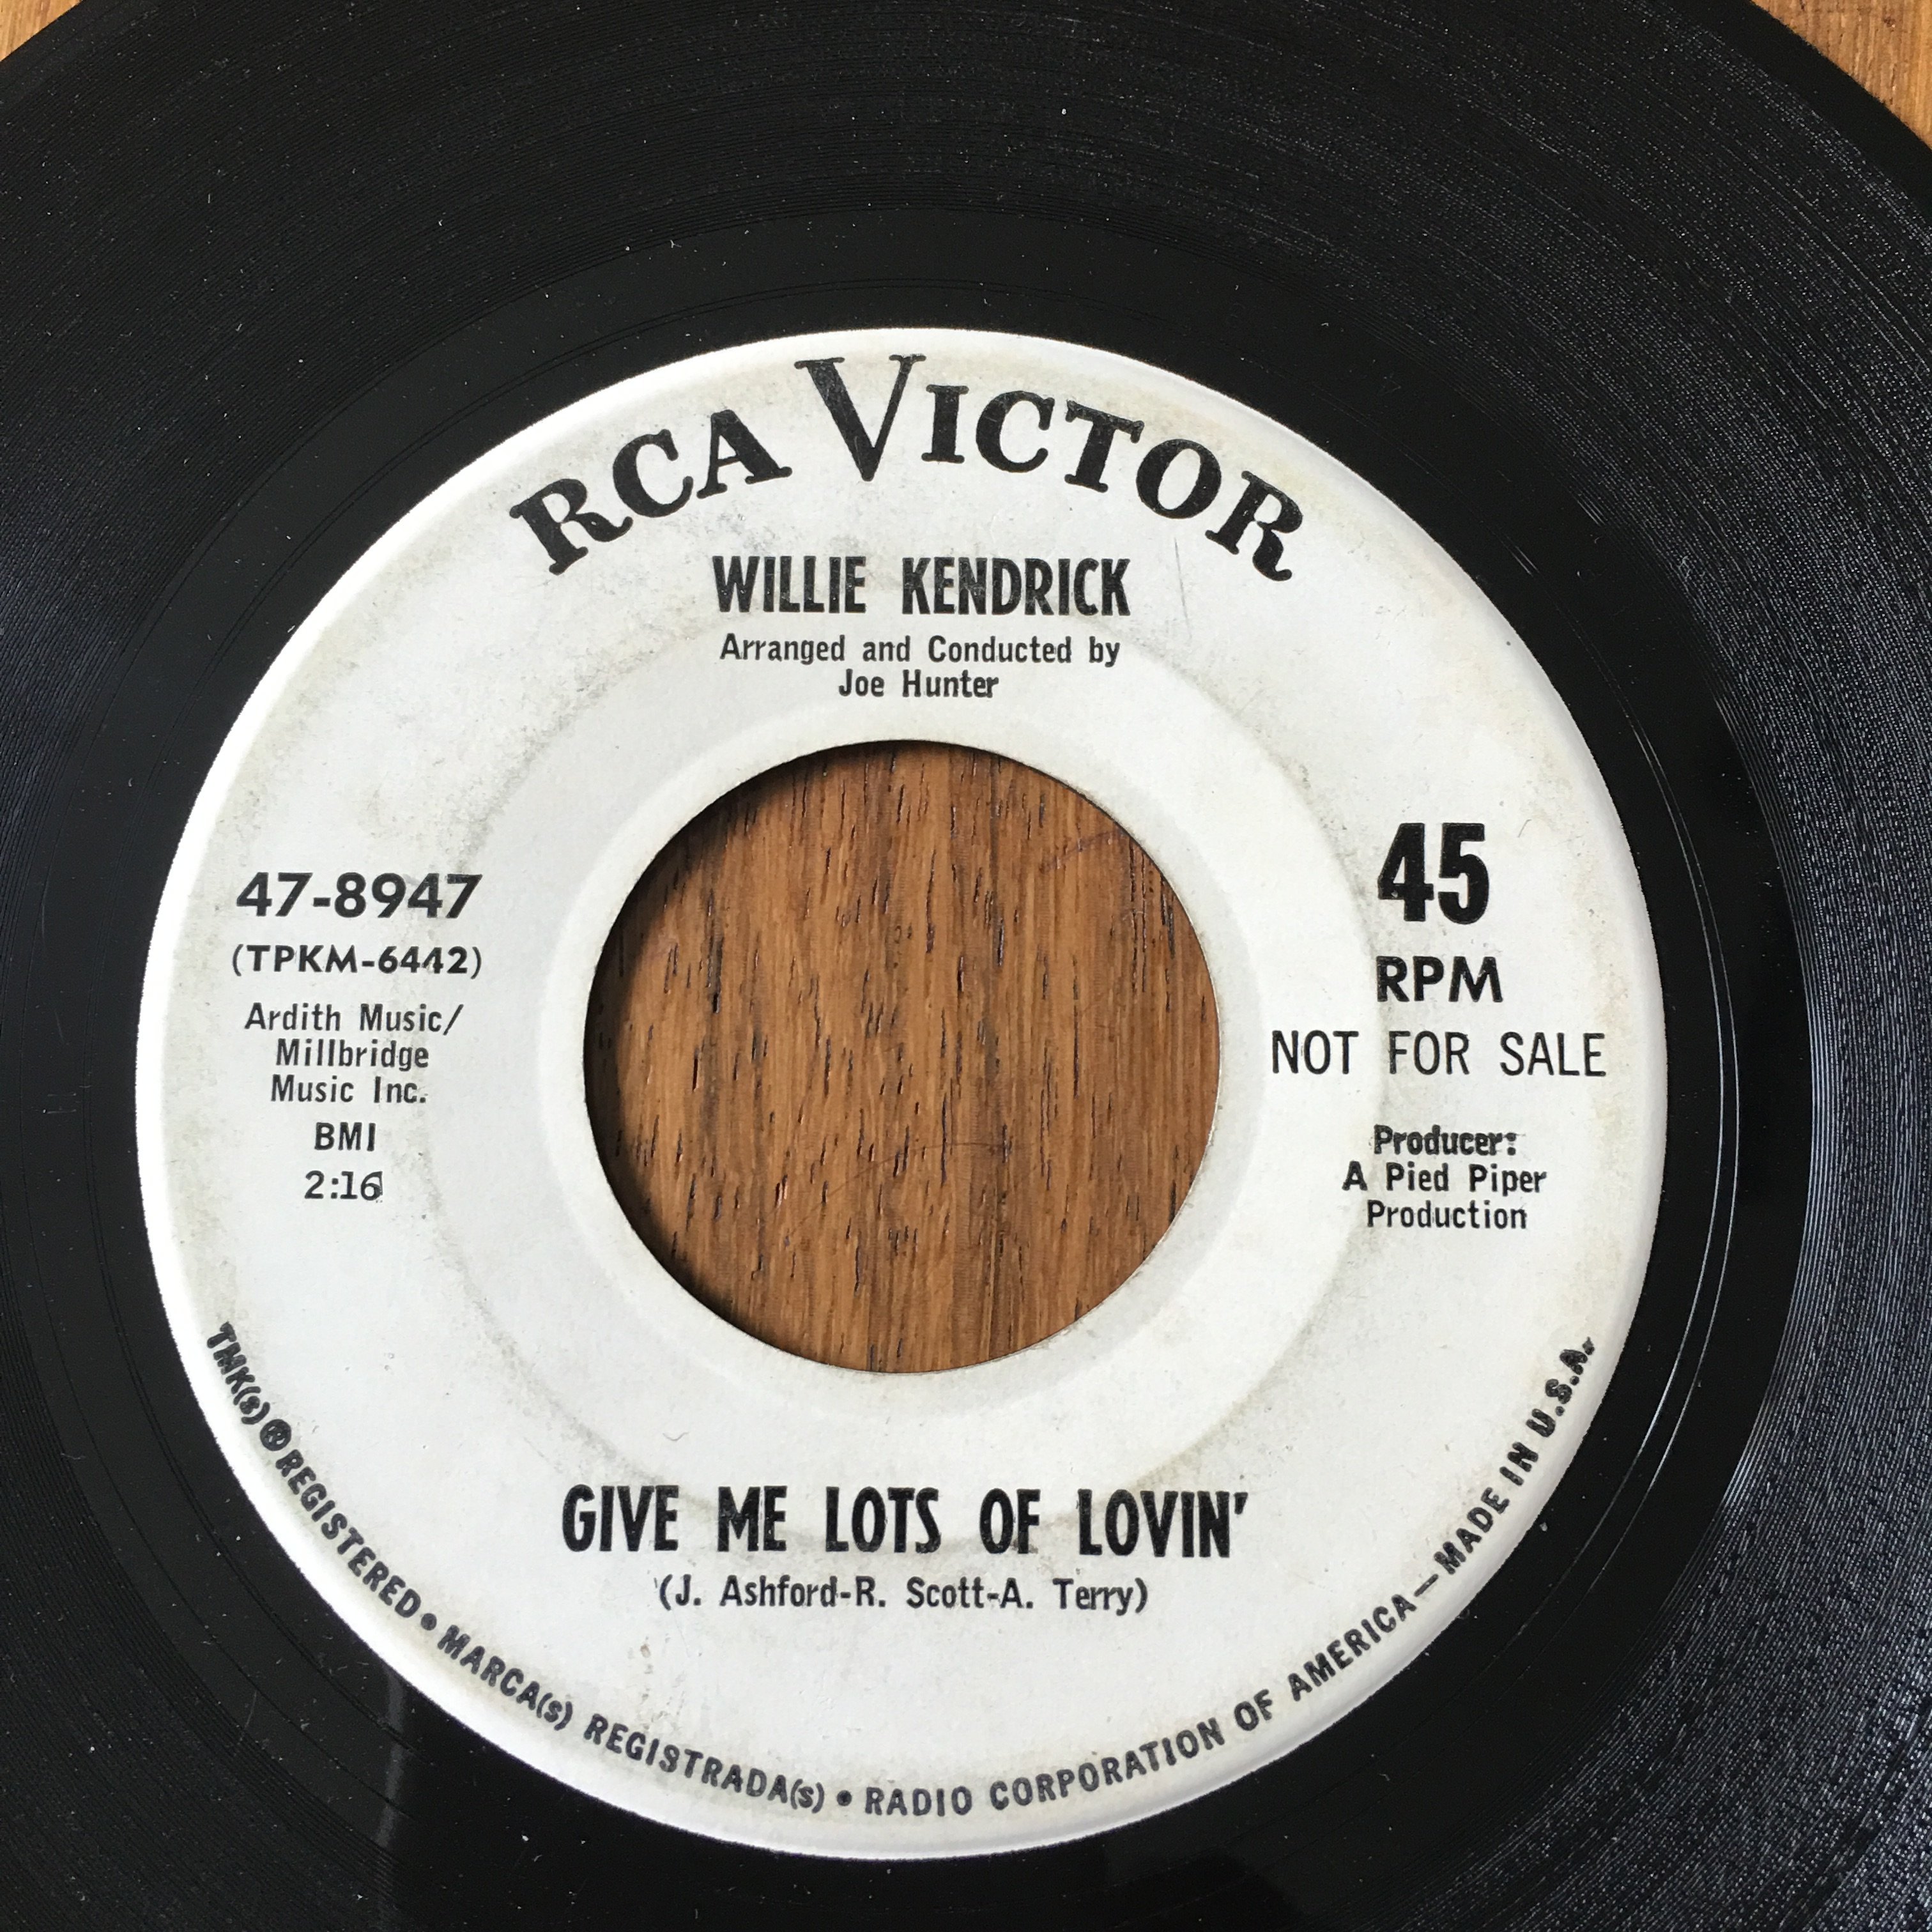 RCA VICTOR
WILLIE KENDRICK
Arranged and Conducted by
Joe Hunter
47-8947
(TPKM-6442)
Ardith Music/
Millbridge
Music Inc.
BMI
2:16
45
RPM
NOT FOR SALE
Producer:
A Pied Piper
Production
GIVE ME LOTS OF LOVIN'
(J. Ashford-R. Scott-A. Terry)
TMK(s) ® REGISTERED • MARCA(s) REGISTRADA(s) • RADIO CORPORATION OF AMERICA—MADE IN U.S.A.